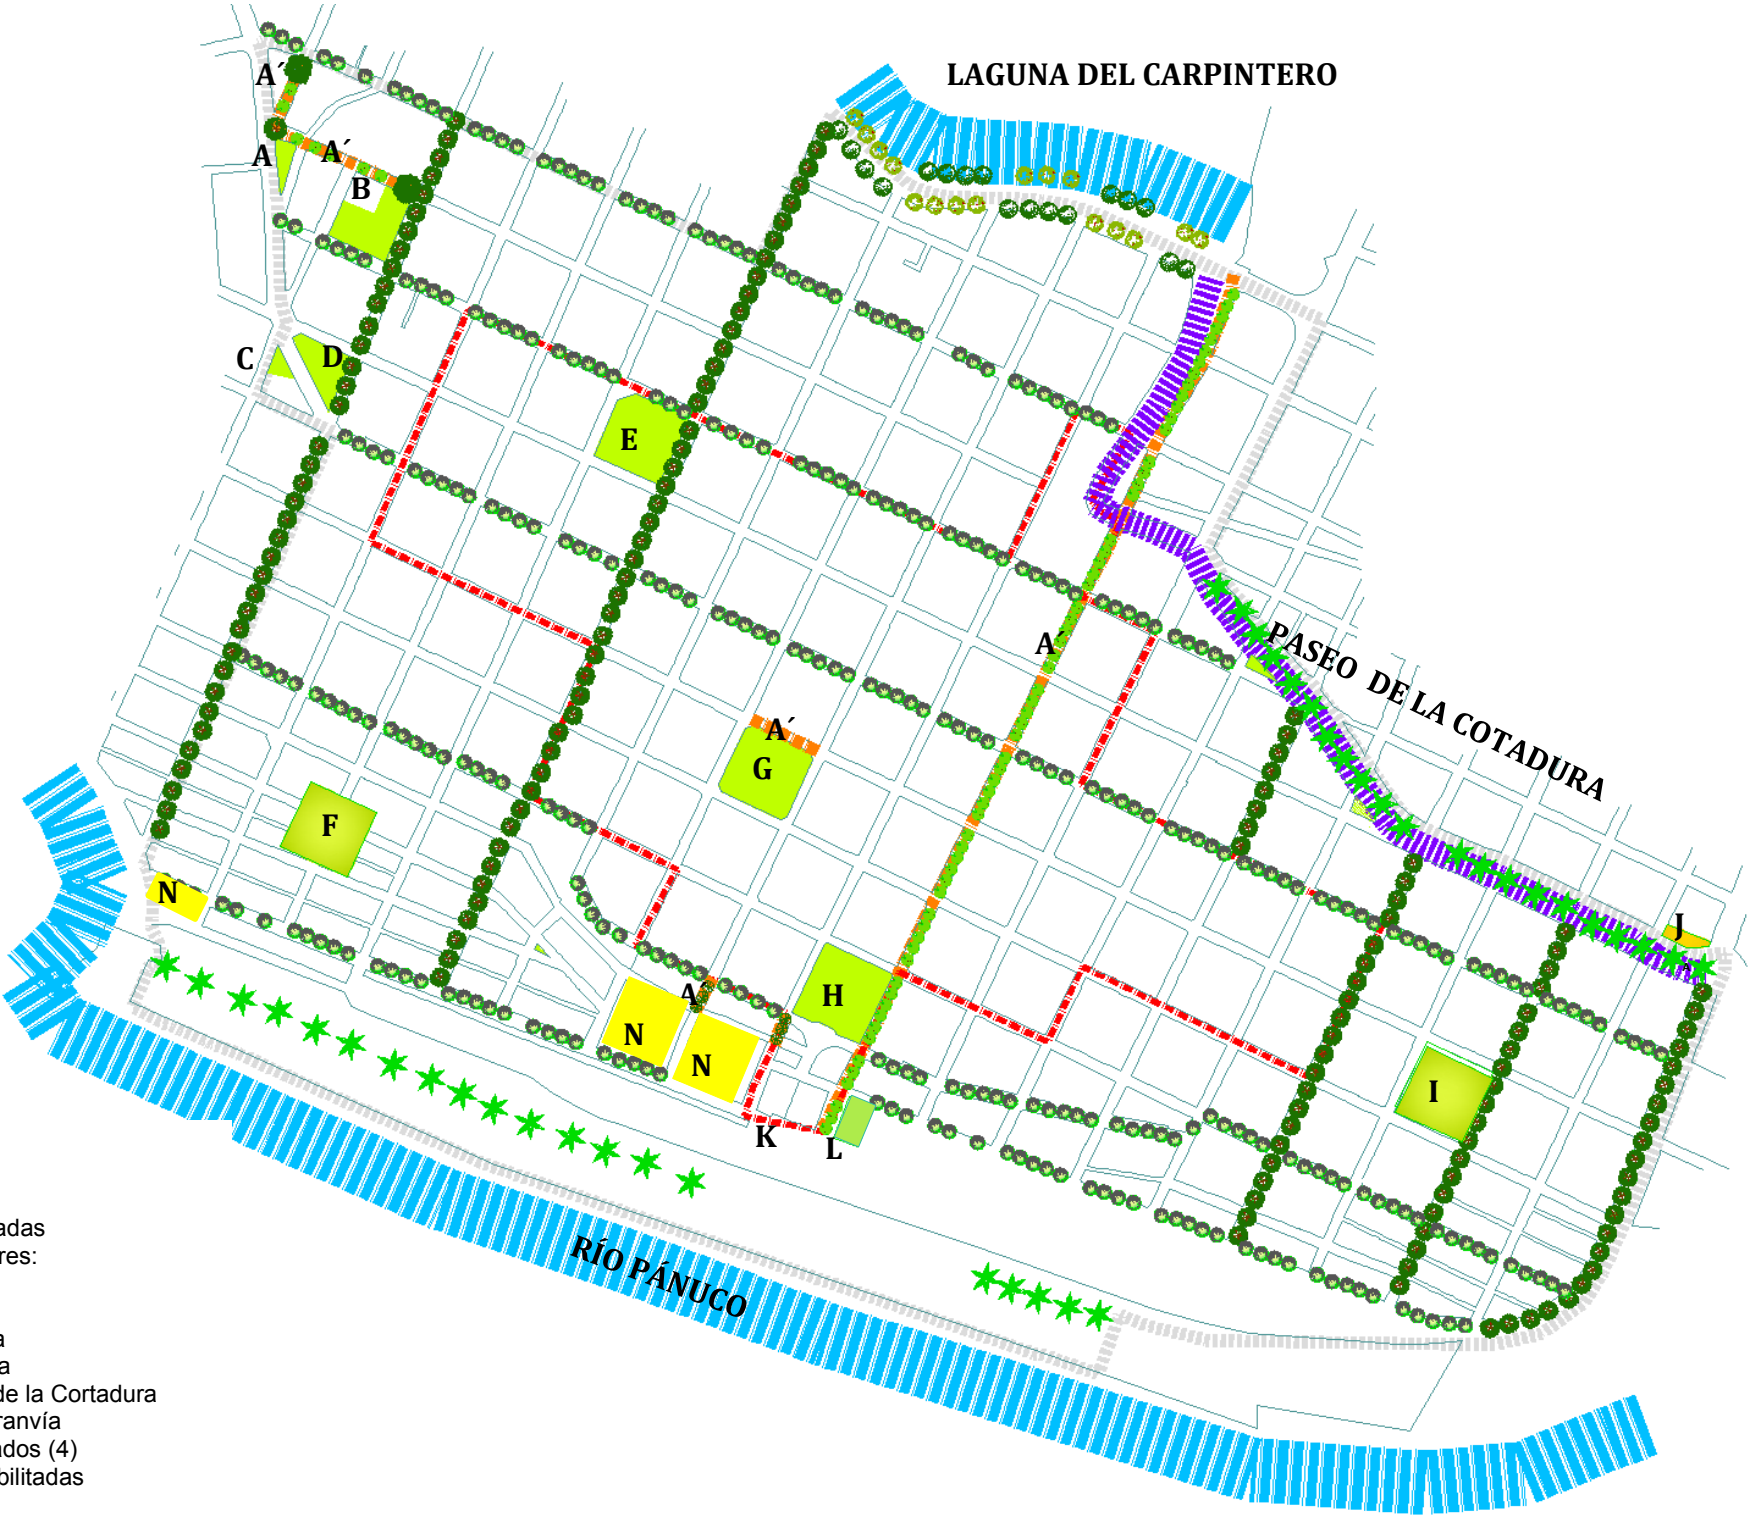 LAGUNA DEL CARPINTERO
A´
A
A´
B
C
D
E
A´
PASEO DE LA COTADURA
A´
G
F
N
J
H
A´
N
N
I
K
L
RÍO PÁNUCO
adas
res:
a
a
de la Cortadura
ranvía
ados (4)
bilitadas